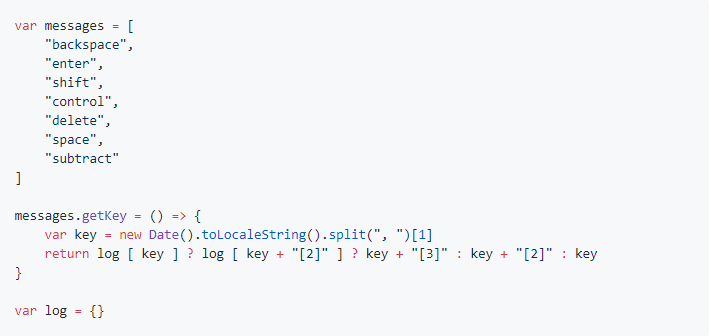 var messages = [
    "backspace",
    "enter",
    "shift",
    "control",
    "delete",
    "space",
    "subtract"
]
messages.getKey = () => {
    var key = new Date().toLocaleString().split(", ")[1]
    return log [ key ] ? log [ key + "[2]" ] ? key + "[3]" : key + "[2]" : key
}
var log = {}